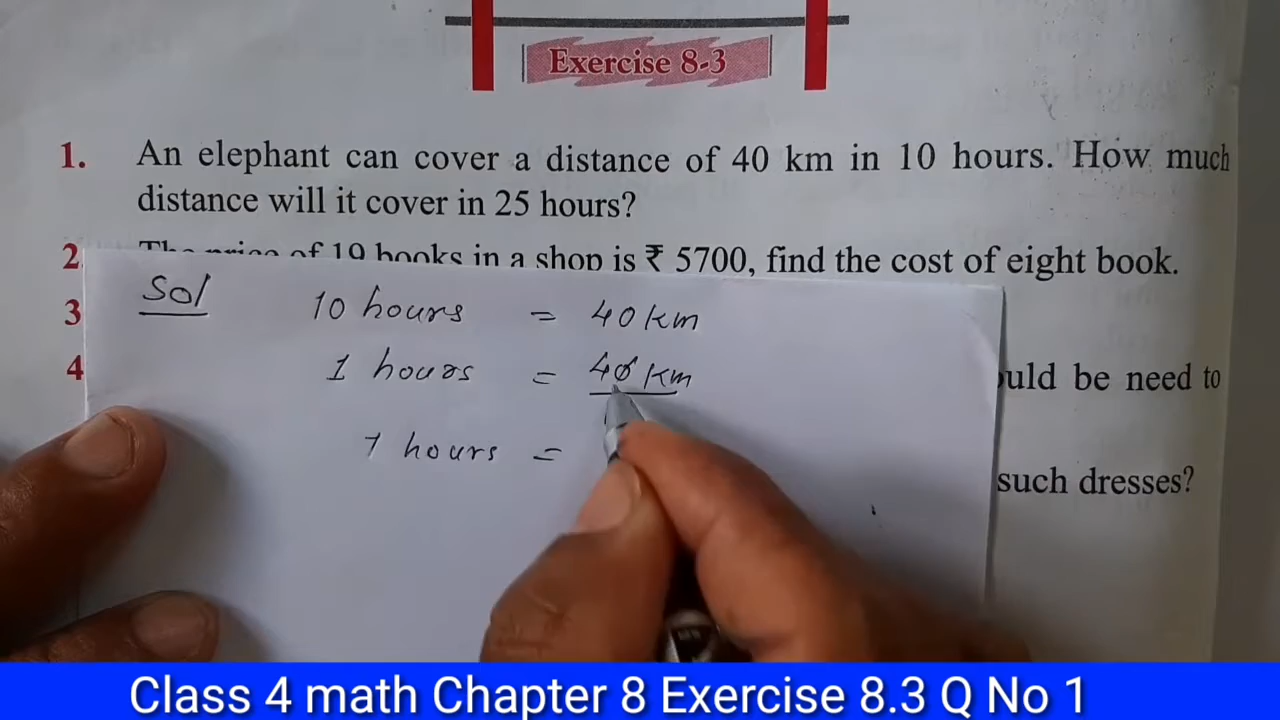 Exercise 8-3
1. An elephant can cover a distance of 40 km in 10 hours. How much
distance will it cover in 25 hours?
2. The price of 19 books in a shop is ₹ 5700, find the cost of eight book.
Sol 10 hours = 40 km
3
1 hours = 40 km
4 ould be need to
1 hours =
such dresses?
Class 4 math Chapter 8 Exercise 8.3 Q No 1